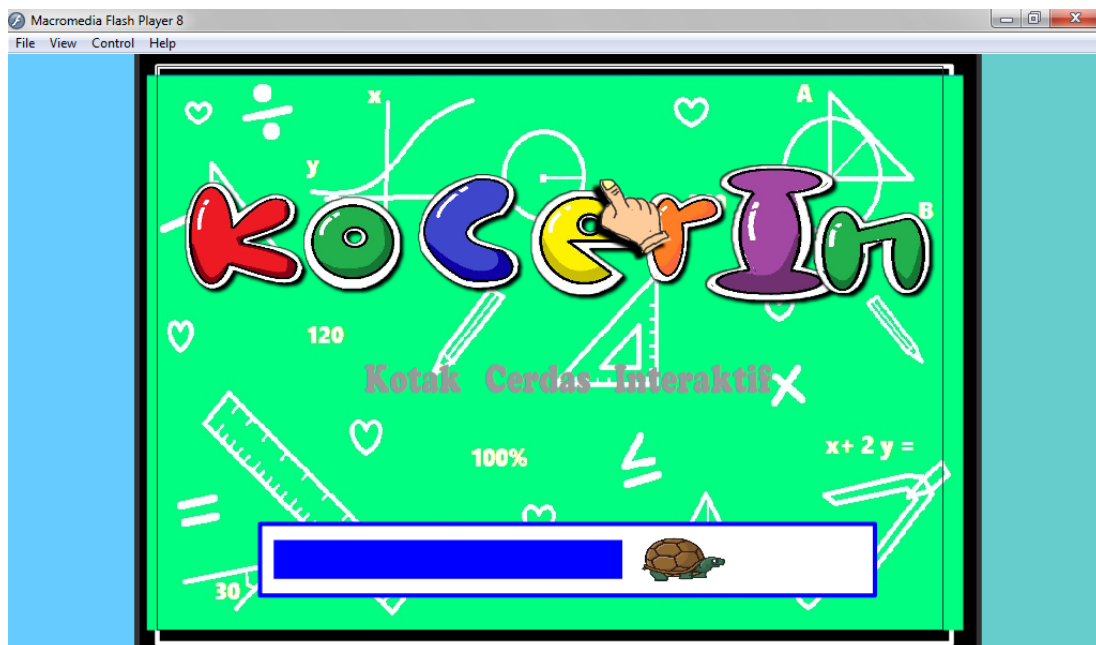 Macromedia Flash Player 8
File View Control Help
x
A
y
KocerIn
B
120
Kotak Cerdas Interaktif
x
100%
≤
x+ 2 y =
=
30